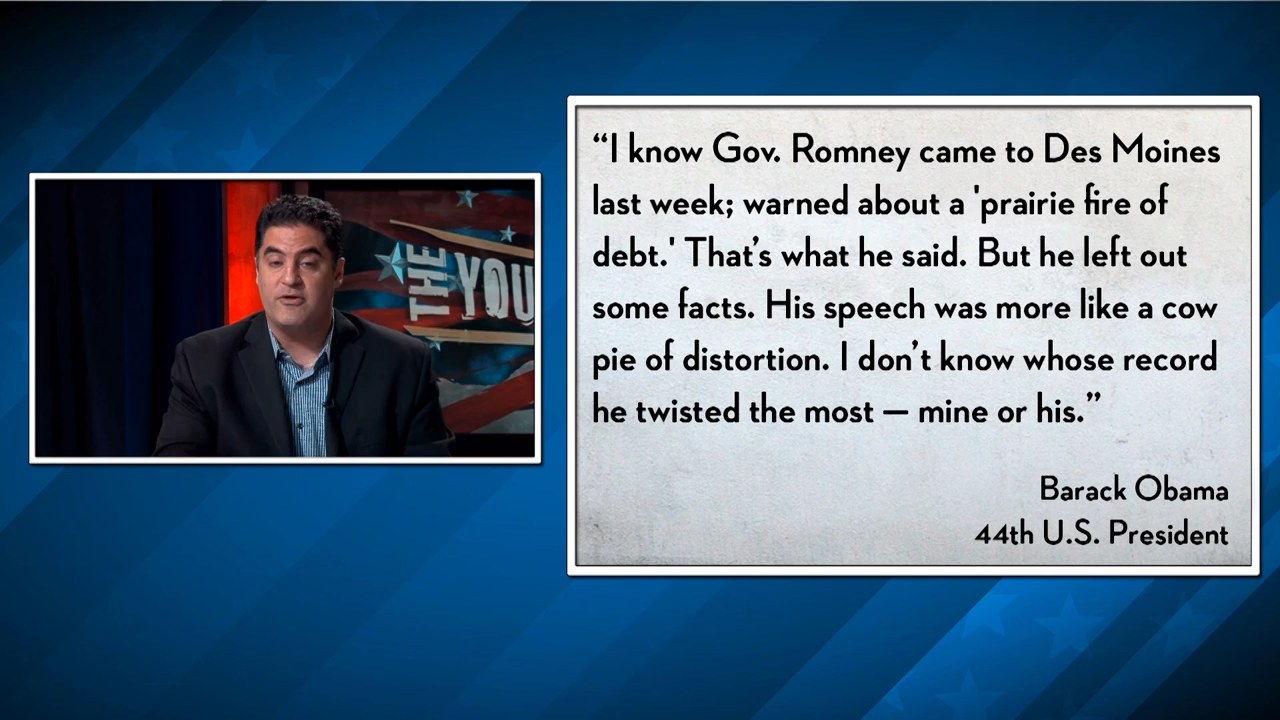 THE YOU
“I know Gov. Romney came to Des Moines
last week; warned about a 'prairie fire of
debt.' That’s what he said. But he left out
some facts. His speech was more like a cow
pie of distortion. I don’t know whose record
he twisted the most — mine or his.”
Barack Obama
44th U.S. President